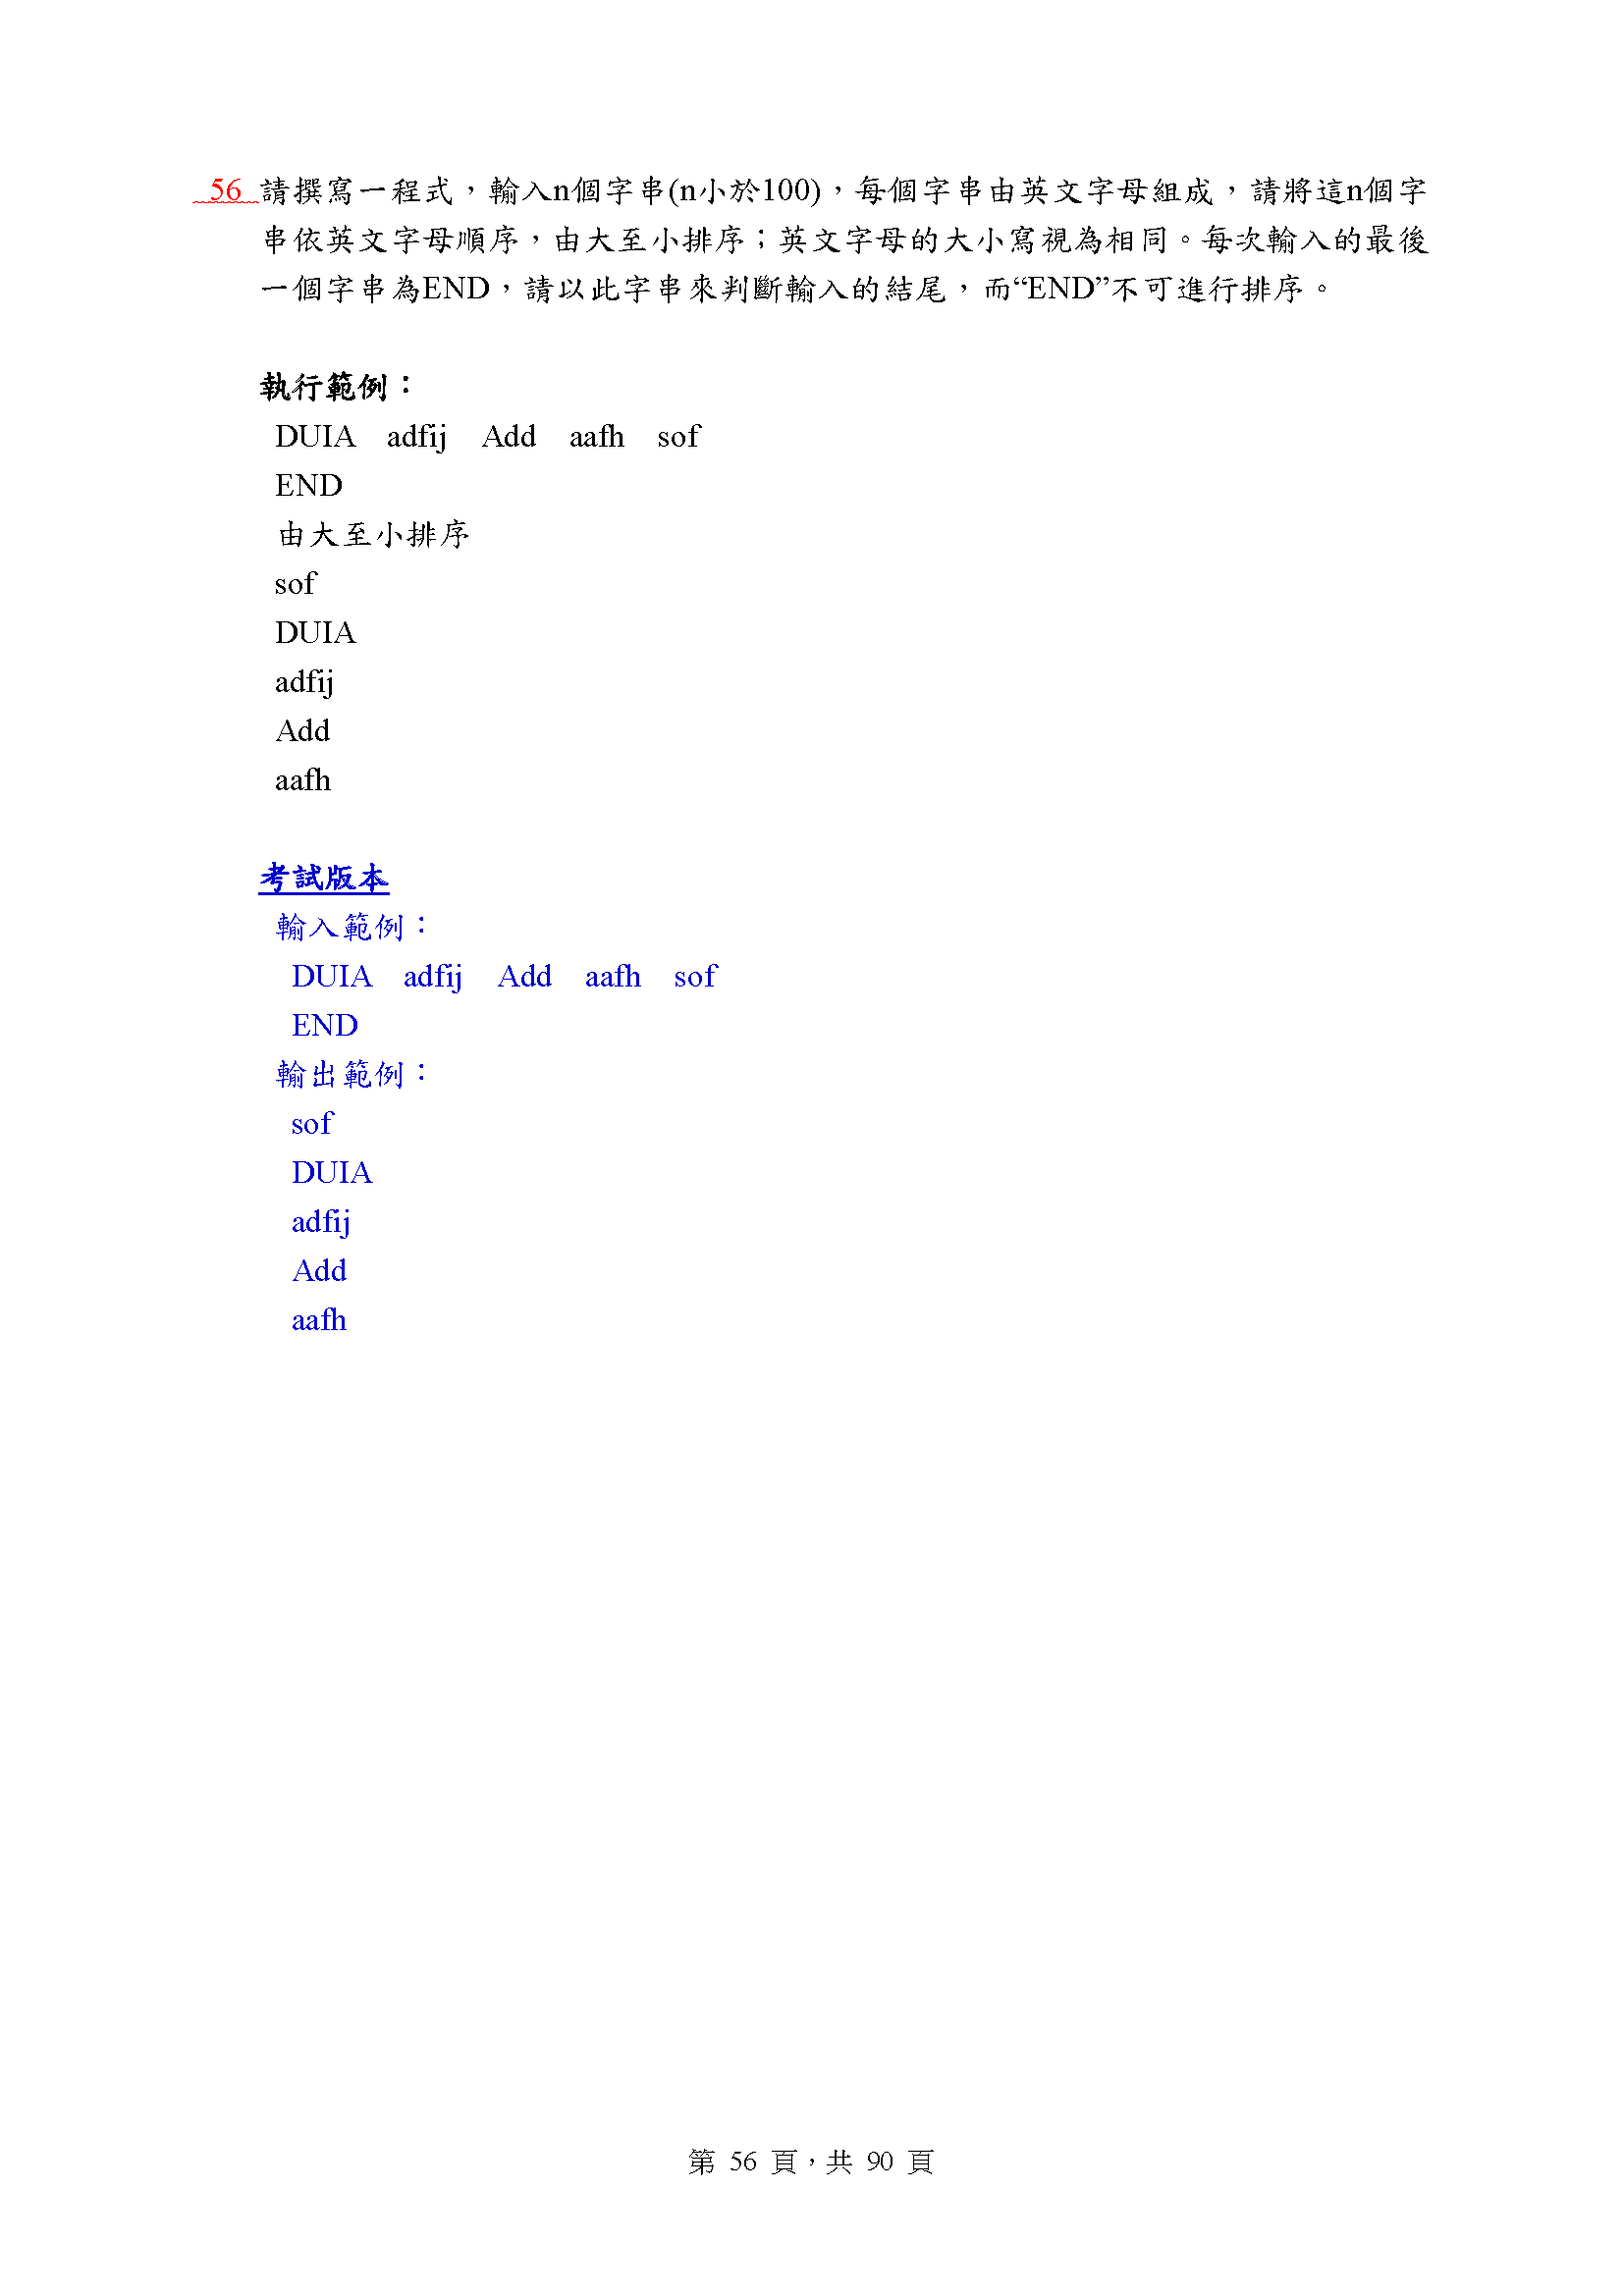 56 請撰寫一程式，輸入n個字串(n小於100)，每個字串由英文字母組成，請將這n個字
串依英文字母順序，由大至小排序；英文字母的大小寫視為相同。每次輸入的最後
一個字串為END，請以此字串來判斷輸入的結尾，而“END”不可進行排序。
執行範例：
DUIA adfij Add aafh sof
END
由大至小排序
sof
DUIA
adfij
Add
aafh
考試版本
輸入範例：
DUIA adfij Add aafh sof
END
輸出範例：
sof
DUIA
adfij
Add
aafh
第 56 頁，共 90 頁